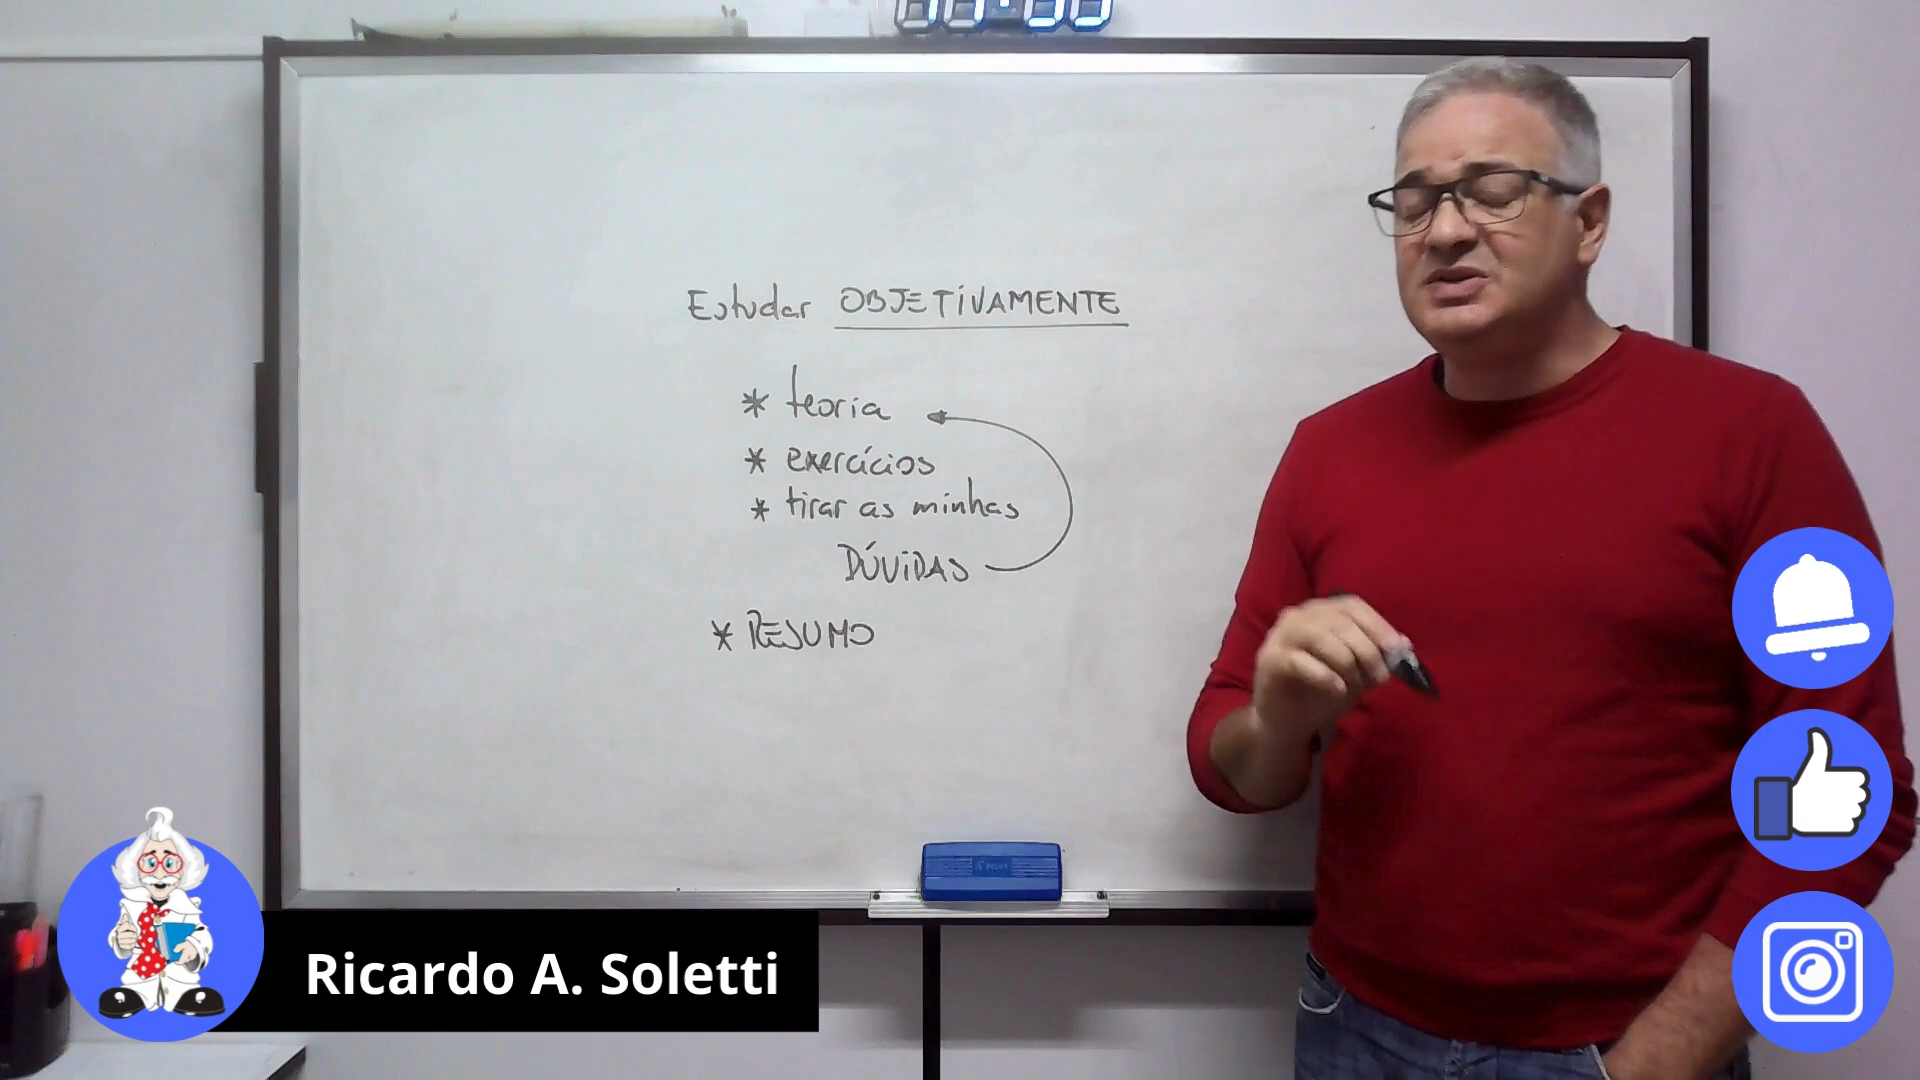 Estudar OBJETIVAMENTE
* teoria
* exercícios
* tirar as minhas
DÚVIDAS
* RESUMO
Ricardo A. Soletti